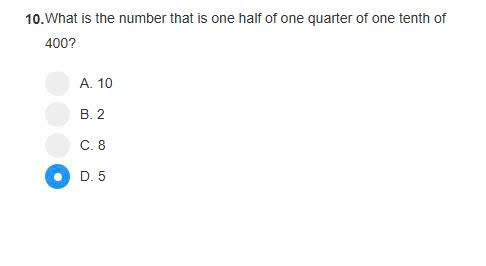 10. What is the number that is one half of one quarter of one tenth of
400?
A. 10
B. 2
C. 8
D. 5